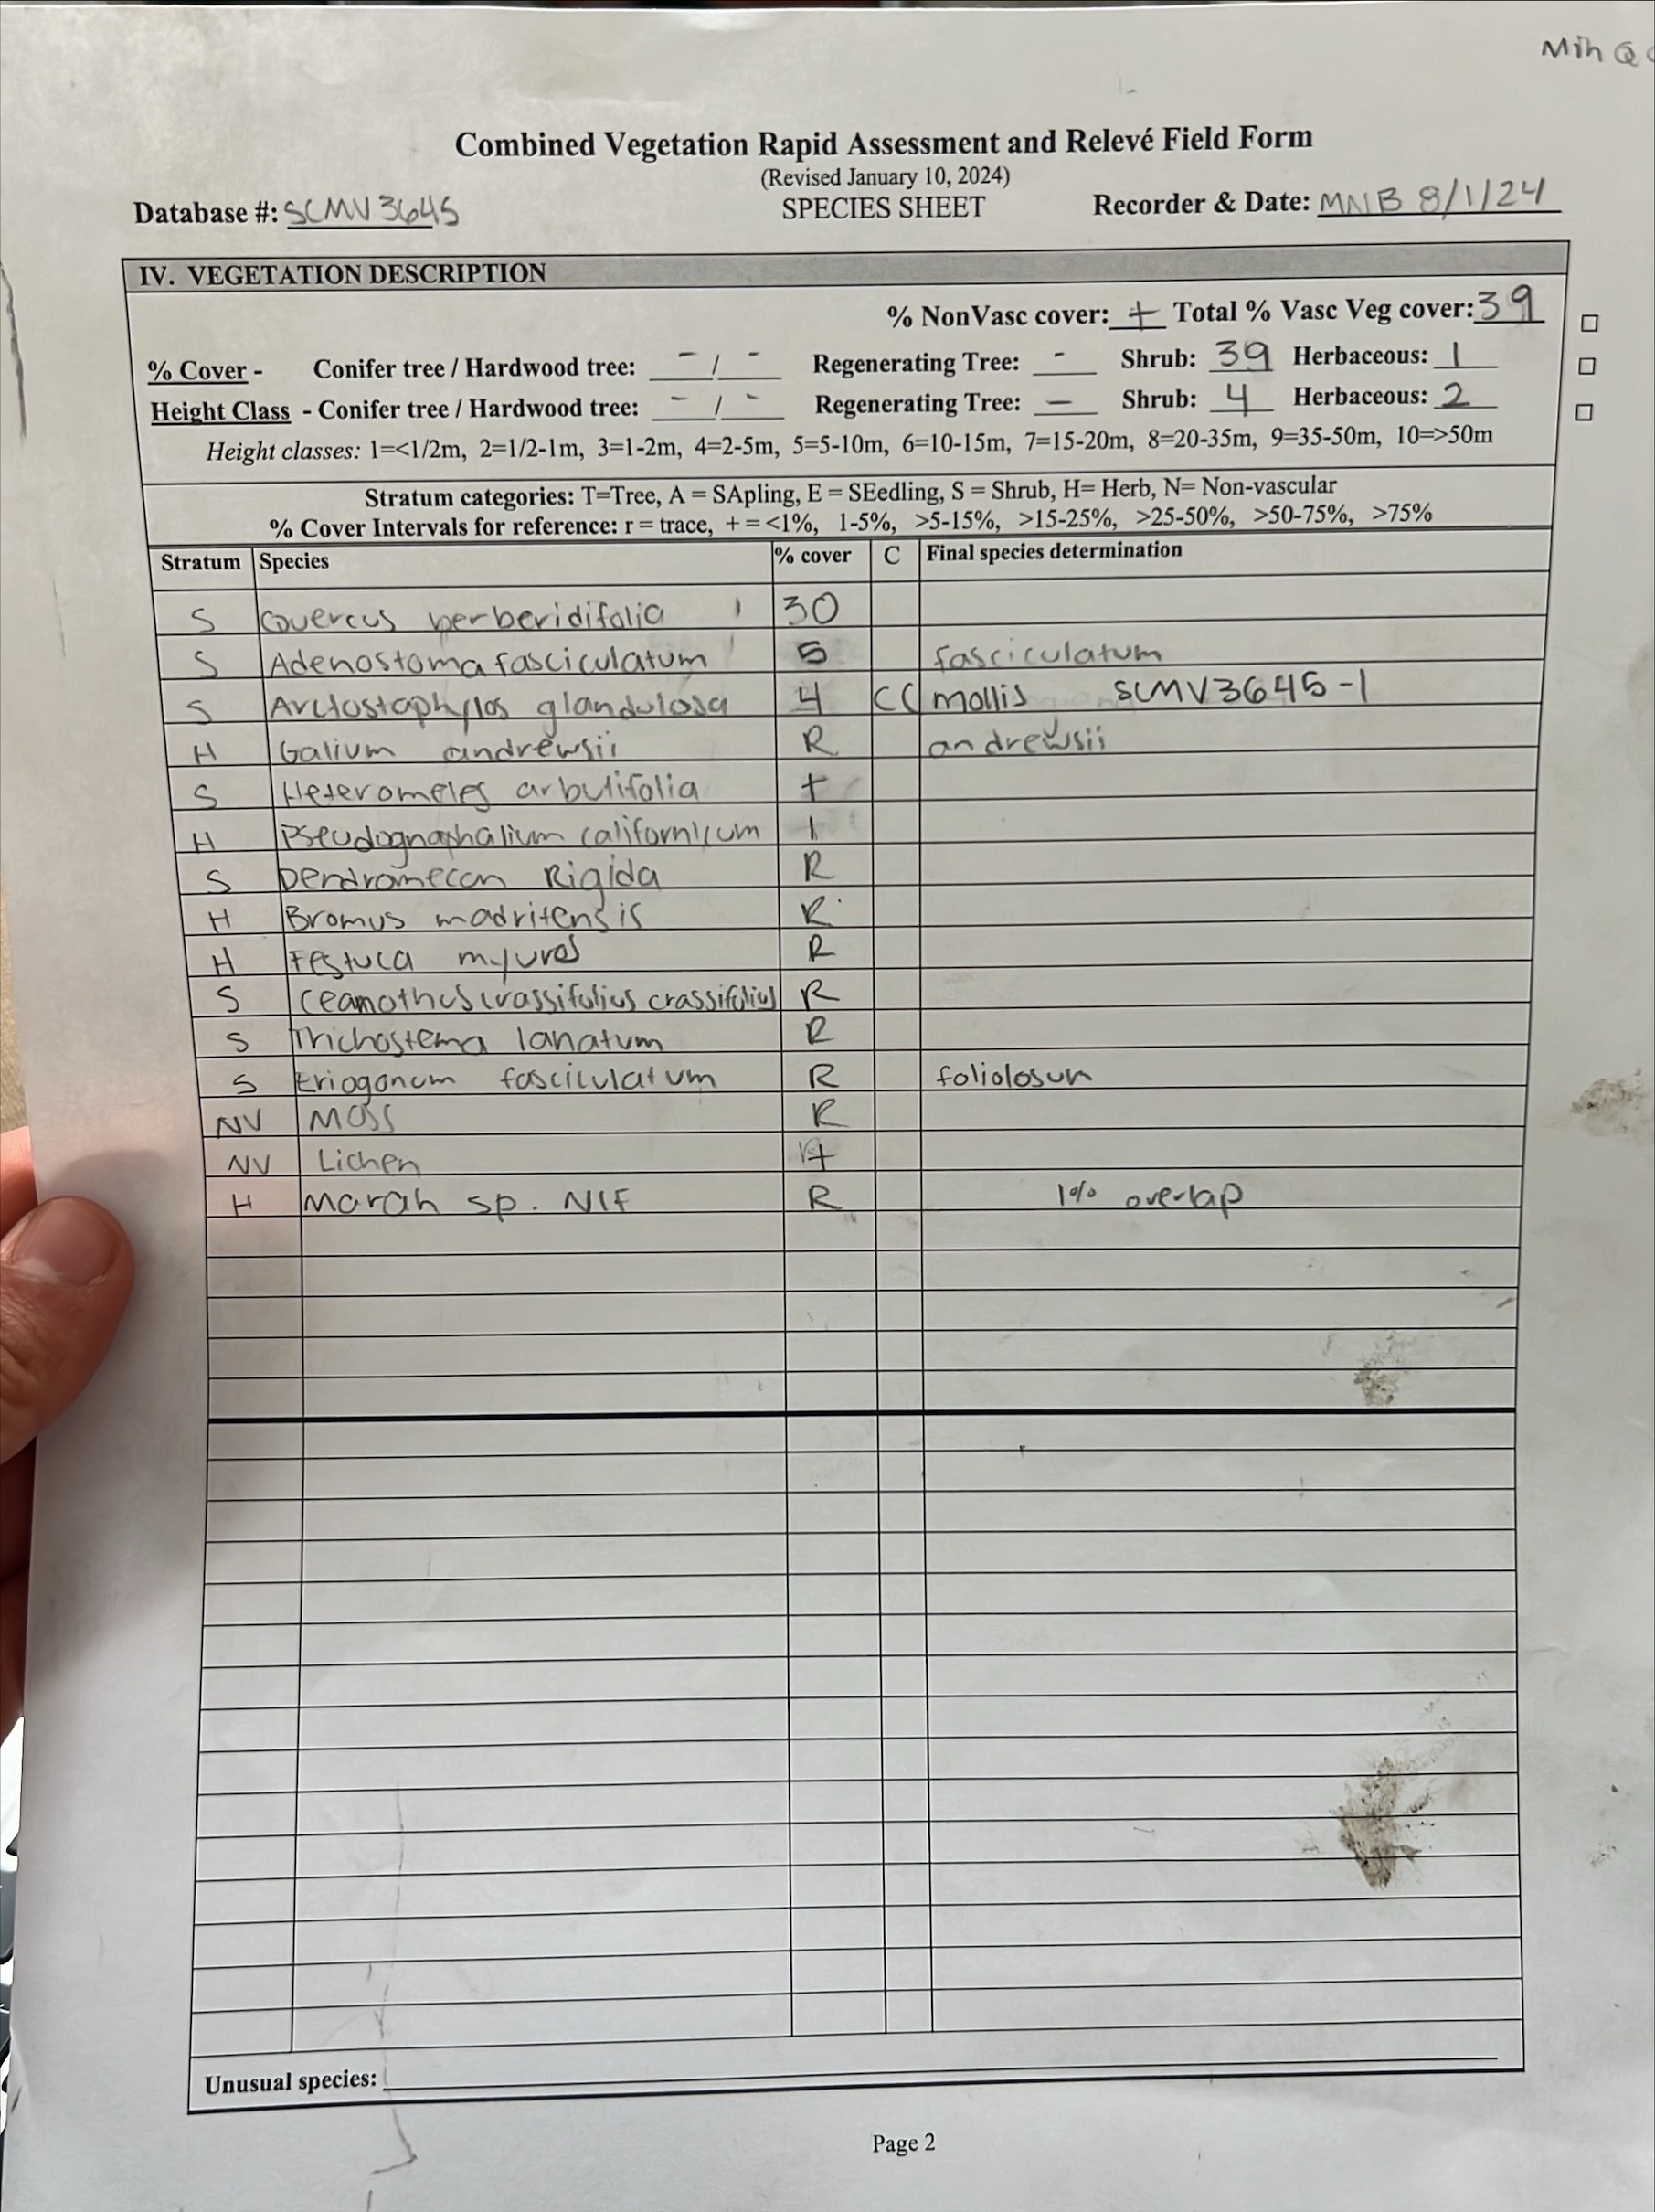 Min Q
Combined Vegetation Rapid Assessment and Relevé Field Form
(Revised January 10, 2024)
Database #: SCMV3645 SPECIES SHEET Recorder & Date: MNB 8/1/24
IV. VEGETATION DESCRIPTION
% NonVasc cover: + Total % Vasc Veg cover: 39
% Cover - Conifer tree / Hardwood tree: - / - Regenerating Tree: - Shrub: 39 Herbaceous: 1
Height Class - Conifer tree / Hardwood tree: - / - Regenerating Tree: - Shrub: 4 Herbaceous: 2
Height classes: 1=<1/2m, 2=1/2-1m, 3=1-2m, 4=2-5m, 5=5-10m, 6=10-15m, 7=15-20m, 8=20-35m, 9=35-50m, 10=>50m
Stratum categories: T=Tree, A = SApling, E = SEedling, S = Shrub, H= Herb, N= Non-vascular
% Cover Intervals for reference: r = trace, + = <1%, 1-5%, >5-15%, >15-25%, >25-50%, >50-75%, >75%
Stratum Species % cover C Final species determination
S Quercus berberidifolia 30
S Adenostoma fasciculatum 5 fasciculatum
S Arctostaphylos glandulosa 4 CC mollis SCMV3645-1
H Galium andrewsii R andrewsii
S Heteromeles arbutifolia +
H Pseudognaphalium californicum 1
S Dendromecon Rigida R
H Bromus madritensis R
H Festuca myuros R
S Ceanothus crassifolius crassifolius R
S Trichostema lanatum R
S Eriogonum fasciculatum R foliolosum
NV Moss R
NV Lichen +
H Marah sp. NIF R 1% overlap
Unusual species:
Page 2